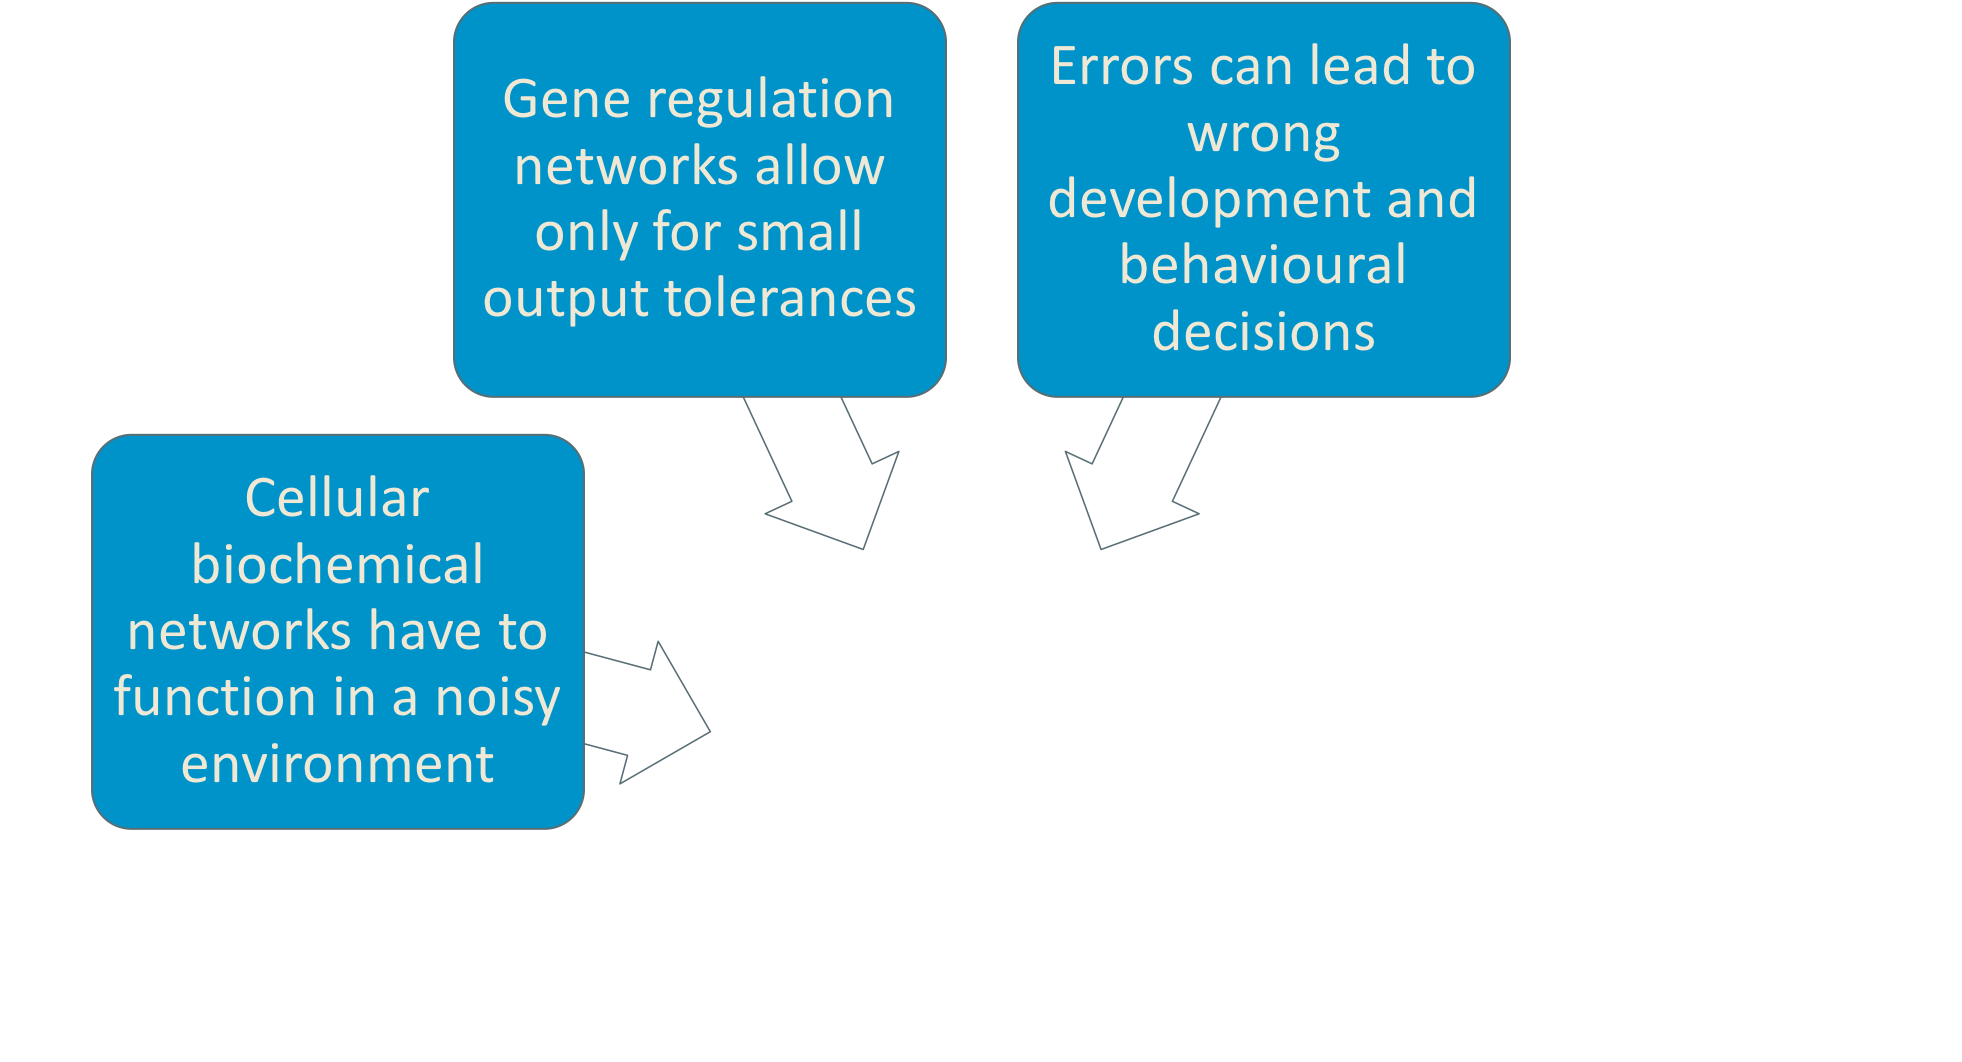 Gene regulation
networks allow
only for small
output tolerances
Errors can lead to
wrong
development and
behavioural
decisions
Cellular
biochemical
networks have to
function in a noisy
environment